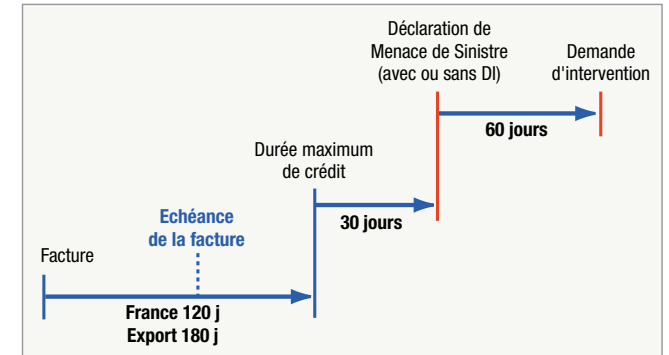 Déclaration de
Menace de Sinistre
(avec ou sans DI)
Demande
d'intervention
60 jours
Durée maximum
de crédit
30 jours
Echéance
de la facture
Facture
France 120 j
Export 180 j